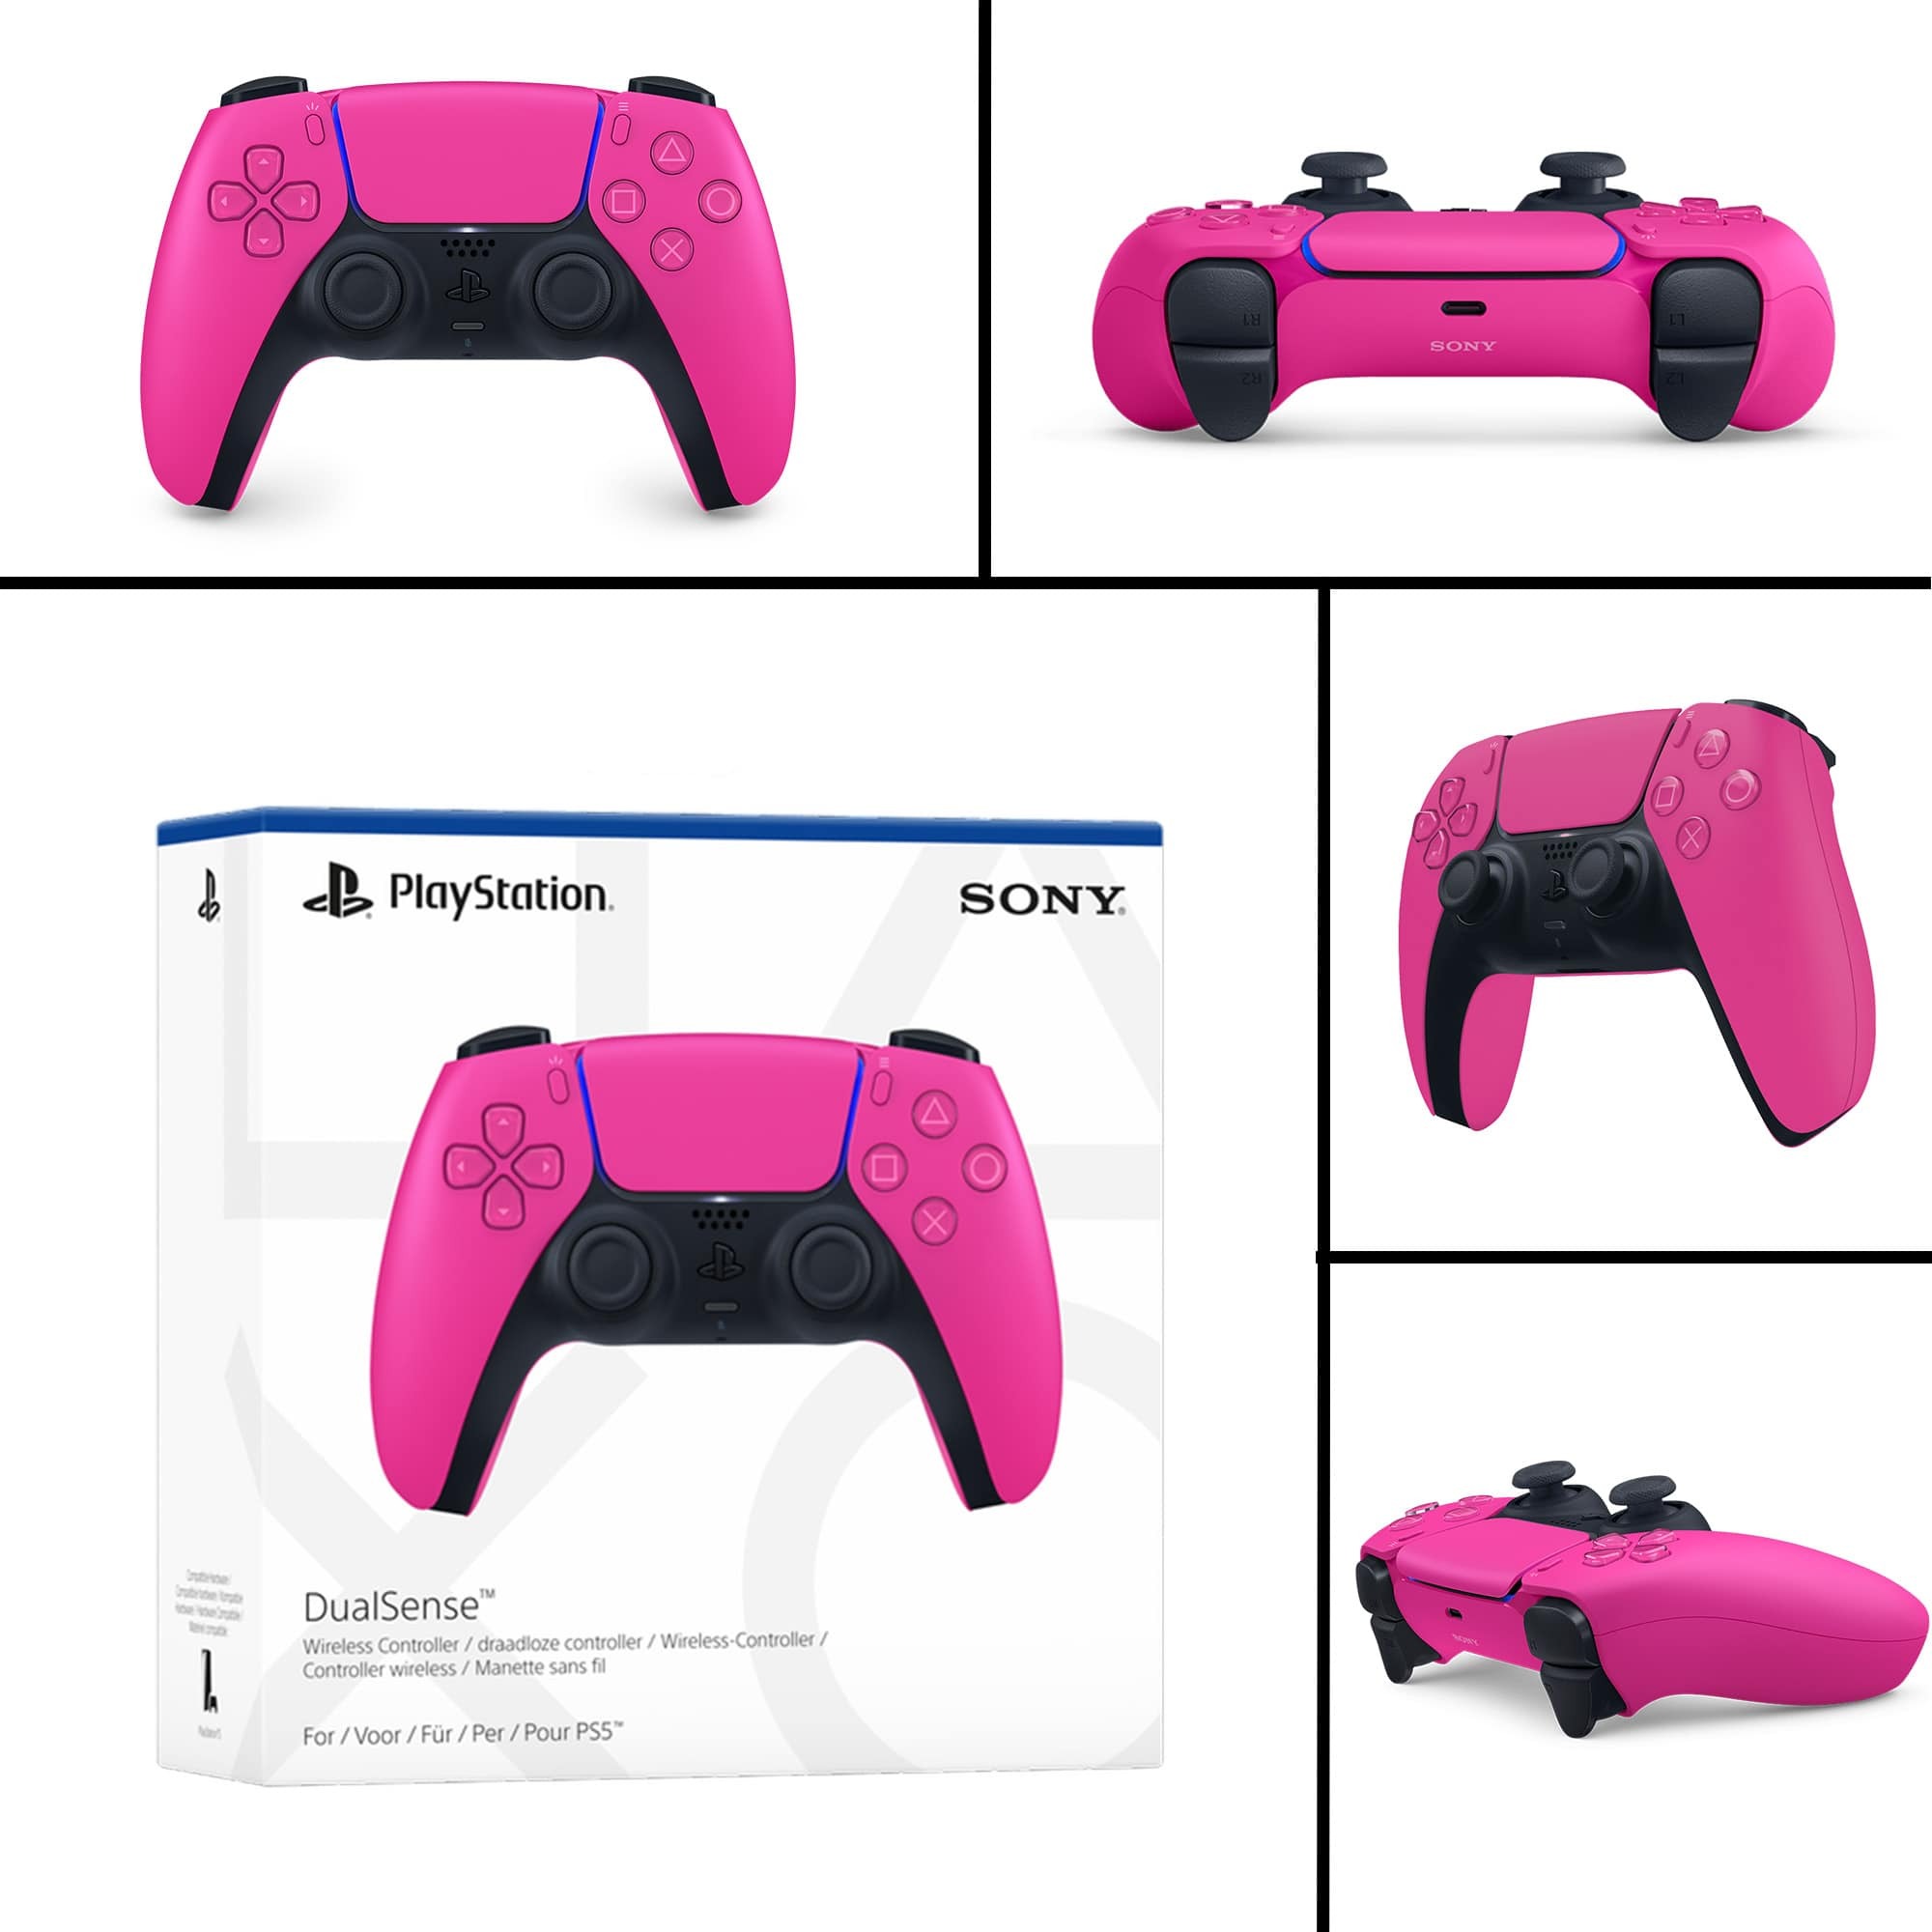 R1
R2
L1
L2
SONY
PlayStation®
SONY®
DualSense™
Wireless Controller / draadloze controller / Wireless-Controller /
Controller wireless / Manette sans fil
For / Voor / Für / Per / Pour PS5™
SONY